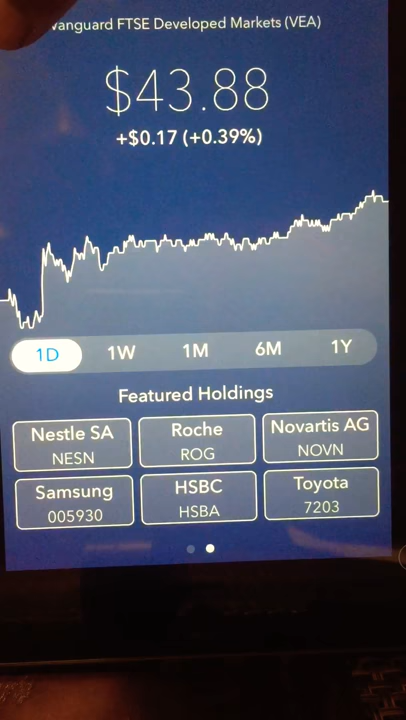 Vanguard FTSE Developed Markets (VEA)
$43.88
+$0.17 (+0.39%)
1D 1W 1M 6M 1Y
Featured Holdings
Nestle SA
NESN
Roche
ROG
Novartis AG
NOVN
Samsung
005930
HSBC
HSBA
Toyota
7203